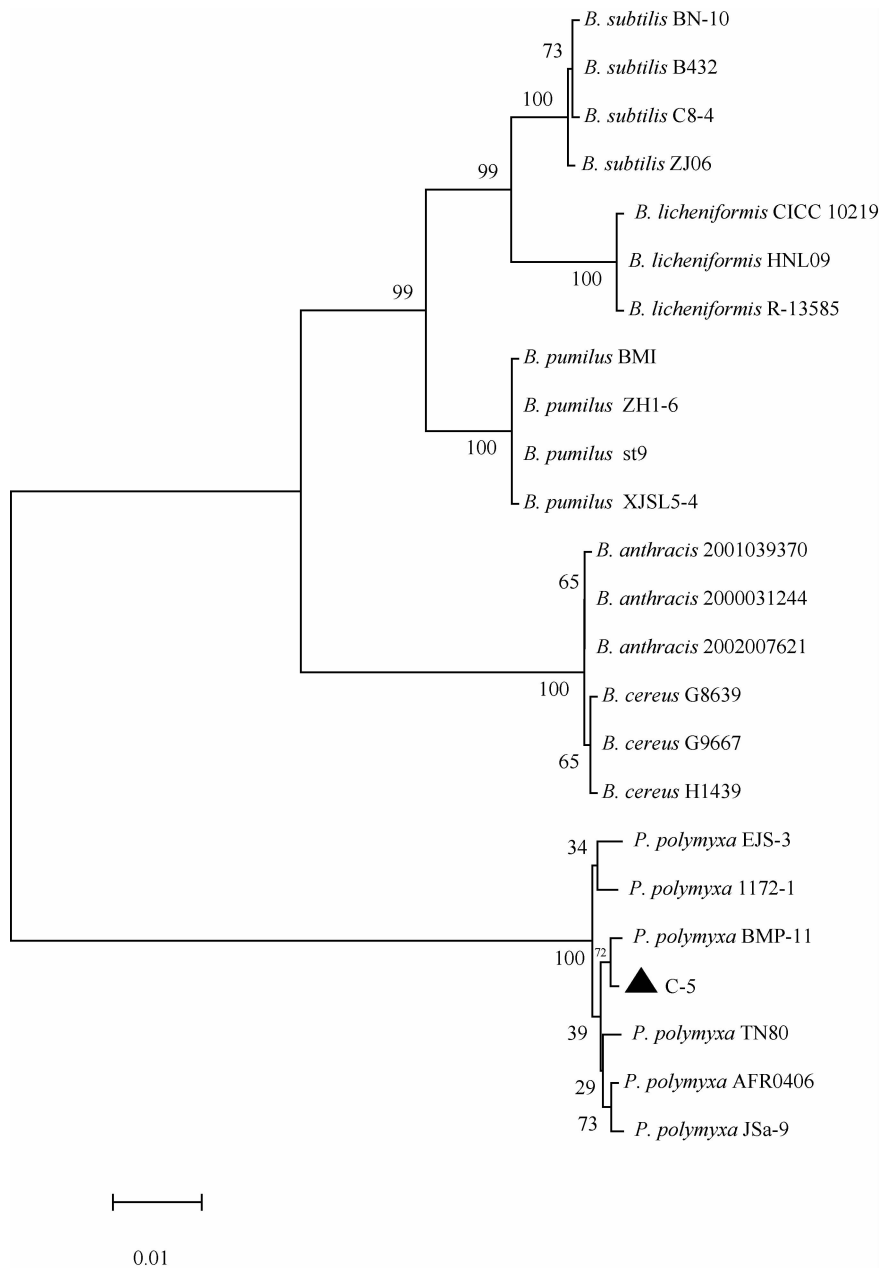 B. subtilis BN-10
73
B. subtilis B432
100
B. subtilis C8-4
B. subtilis ZJ06
99
B. licheniformis CICC 10219
B. licheniformis HNL09
100
B. licheniformis R-13585
99
B. pumilus BMI
B. pumilus ZH1-6
100
B. pumilus st9
B. pumilus XJSL5-4
B. anthracis 2001039370
65
B. anthracis 2000031244
B. anthracis 2002007621
100
B. cereus G8639
B. cereus G9667
65
B. cereus H1439
34
P. polymyxa EJS-3
P. polymyxa 1172-1
P. polymyxa BMP-11
100
72
C-5
39
P. polymyxa TN80
29
P. polymyxa AFR0406
73
P. polymyxa JSa-9
0.01